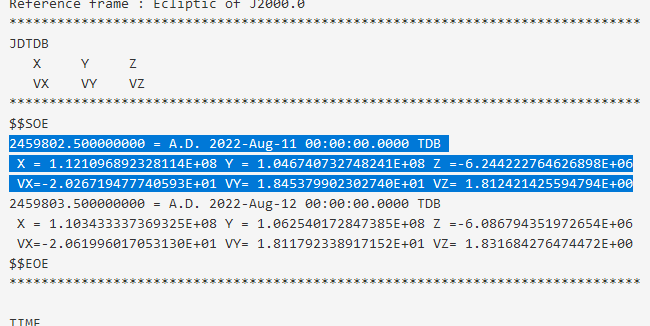 Reference frame : Ecliptic of J2000.0
*******************************************************************************
JDTDB
X Y Z
VX VY VZ
*******************************************************************************
$$SOE
2459802.500000000 = A.D. 2022-Aug-11 00:00:00.0000 TDB
X = 1.121096892328114E+08 Y = 1.046740732748241E+08 Z =-6.244222764626898E+06
VX=-2.026719477740593E+01 VY= 1.845379902302740E+01 VZ= 1.812421425594794E+00
2459803.500000000 = A.D. 2022-Aug-12 00:00:00.0000 TDB
X = 1.103433337369325E+08 Y = 1.062540172847385E+08 Z =-6.086794351972654E+06
VX=-2.061996017053130E+01 VY= 1.811792338917152E+01 VZ= 1.831684276474472E+00
$$EOE
*******************************************************************************
TIME